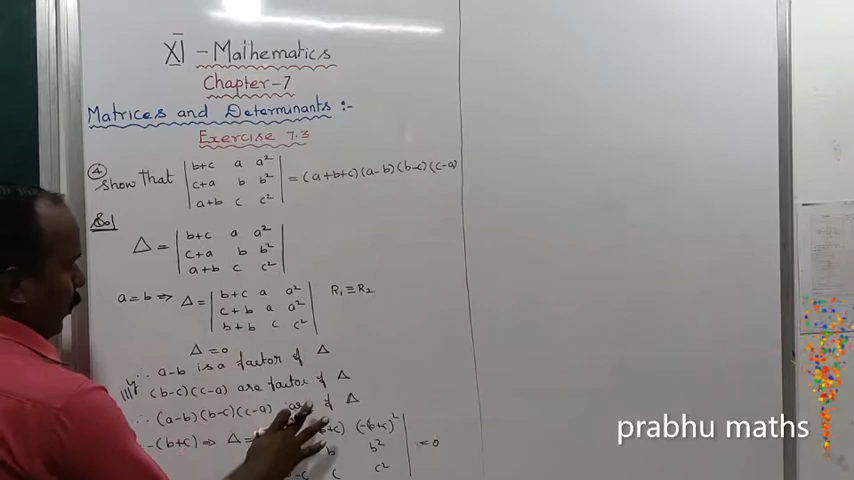 XI - Mathematics
Chapter-7
Matrices and Determinants :-
Exercise 7.3
④ Show that | b+c a a² | = (a+b+c)(a-b)(b-c)(c-a)
| c+a b b² |
| a+b c c² |
Sol
Δ = | b+c a a² |
| c+a b b² |
| a+b c c² |
a=b ⇒ Δ = | b+c a a² | R₁≡R₂
| c+b a a² |
| b+b c c² |
Δ=0
∴ a-b is a factor of Δ
|||ly (b-c)(c-a) are factor of Δ
∴ (a-b)(b-c)(c-a) are of Δ
-(b+c) ⇒ Δ= b+c) (-(b+c)² |
b b² | =0
-c c c² |
prabhu maths